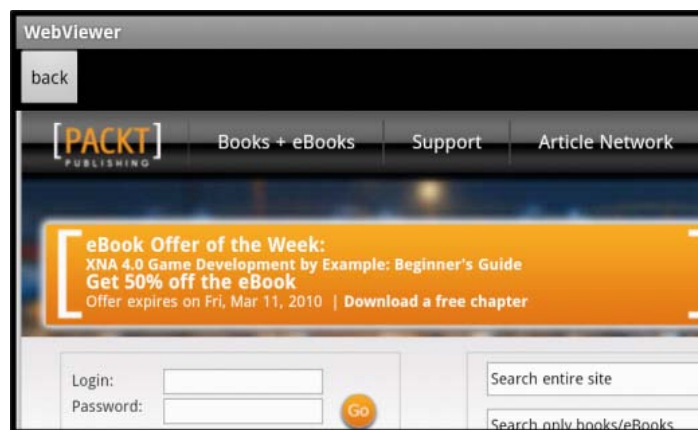 WebViewer
back
[PACKT]
PUBLISHING
Books + eBooks
Support
Article Network
eBook Offer of the Week:
XNA 4.0 Game Development by Example: Beginner's Guide
Get 50% off the eBook
Offer expires on Fri, Mar 11, 2010 | Download a free chapter
Login:
Password:
Go
Search entire site
Search only books/eBooks